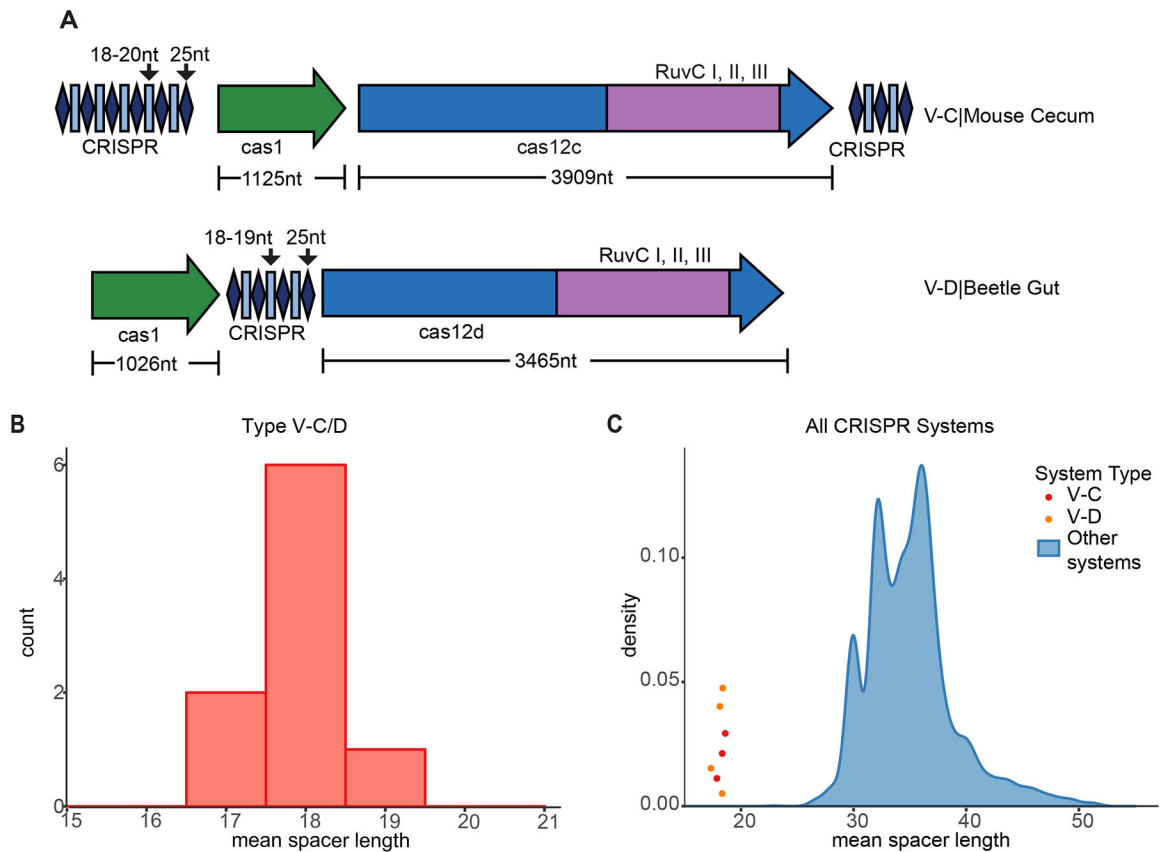 A
18-20nt 25nt
RuvC I, II, III
CRISPR
cas1
cas12c
CRISPR
V-C|Mouse Cecum
1125nt
3909nt
18-19nt 25nt
RuvC I, II, III
V-D|Beetle Gut
cas1
CRISPR
cas12d
1026nt
3465nt
B
Type V-C/D
count
6
4
2
0
15 16 17 18 19 20 21
mean spacer length
C
All CRISPR Systems
System Type
V-C
V-D
Other
systems
density
0.10
0.05
0.00
20 30 40 50
mean spacer length